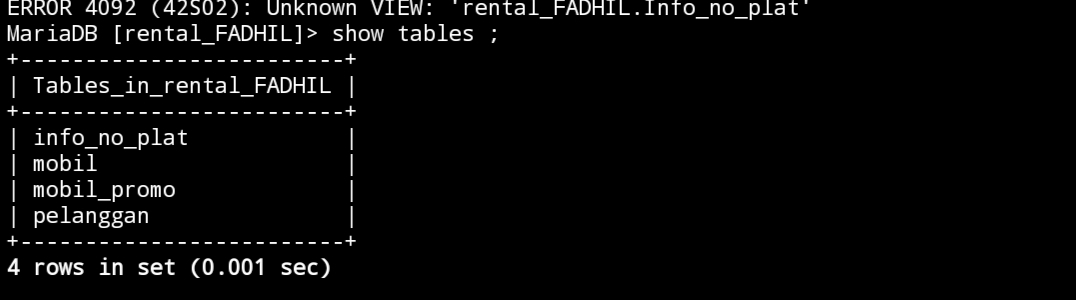 ERROR 4092 (42S02): Unknown VIEW: 'rental_FADHIL.Info_no_plat'
MariaDB [rental_FADHIL]> show tables ;
+-------------------------+
| Tables_in_rental_FADHIL |
+-------------------------+
| info_no_plat            |
| mobil                   |
| mobil_promo             |
| pelanggan               |
+-------------------------+
4 rows in set (0.001 sec)